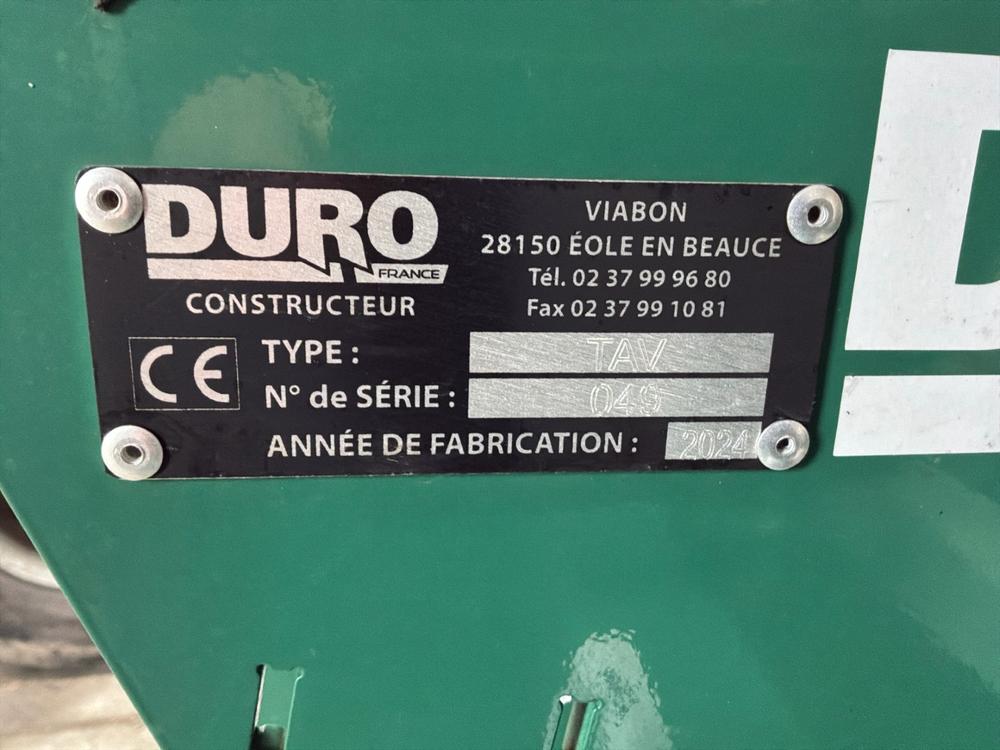 DURO
FRANCE
CONSTRUCTEUR
VIABON
28150 ÉOLE EN BEAUCE
Tél. 02 37 99 96 80
Fax 02 37 99 10 81
CE
TYPE : TAV
N° de SÉRIE : 049
ANNÉE DE FABRICATION : 2024
D